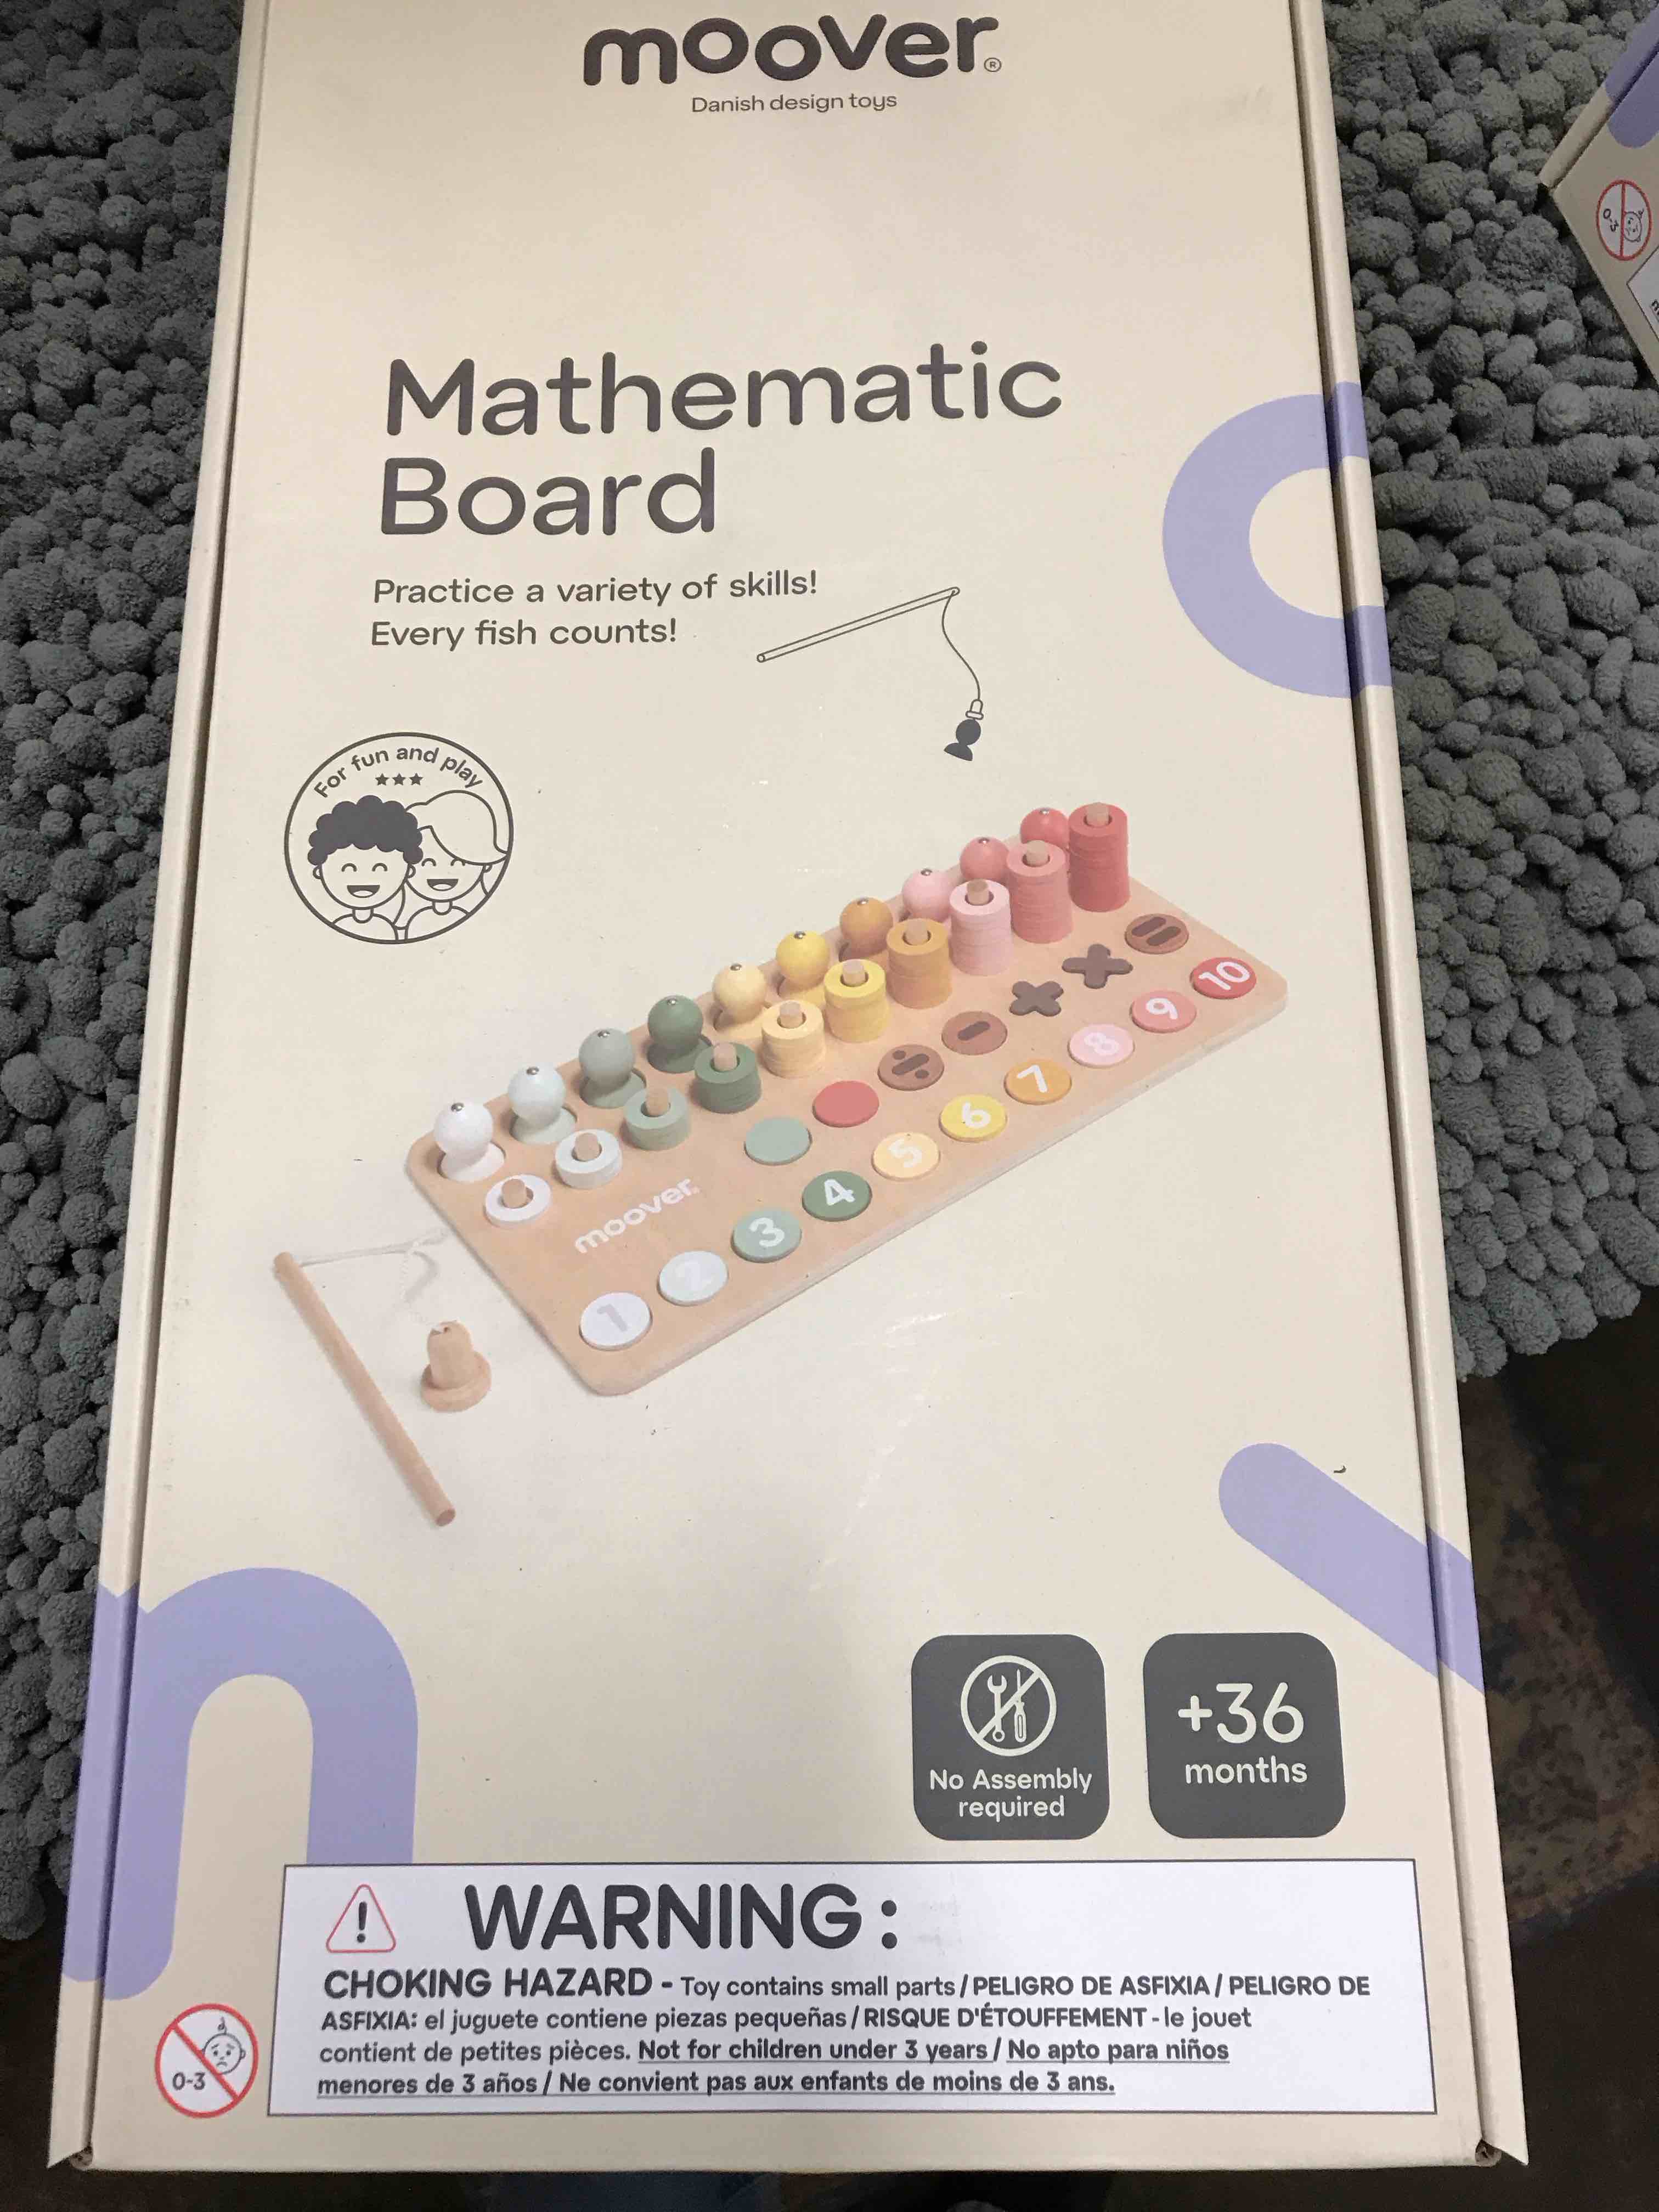 moover®
Danish design toys
Mathematic
Board
Practice a variety of skills!
Every fish counts!
For fun and play
moover
1 2 3 4 5 6 7 8 9 10
÷ - × + =
No Assembly
required
+36
months
WARNING:
CHOKING HAZARD - Toy contains small parts / PELIGRO DE ASFIXIA / PELIGRO DE
ASFIXIA: el juguete contiene piezas pequeñas / RISQUE D'ÉTOUFFEMENT - le jouet
contient de petites pièces. Not for children under 3 years / No apto para niños
menores de 3 años / Ne convient pas aux enfants de moins de 3 ans.
0-3
0-3